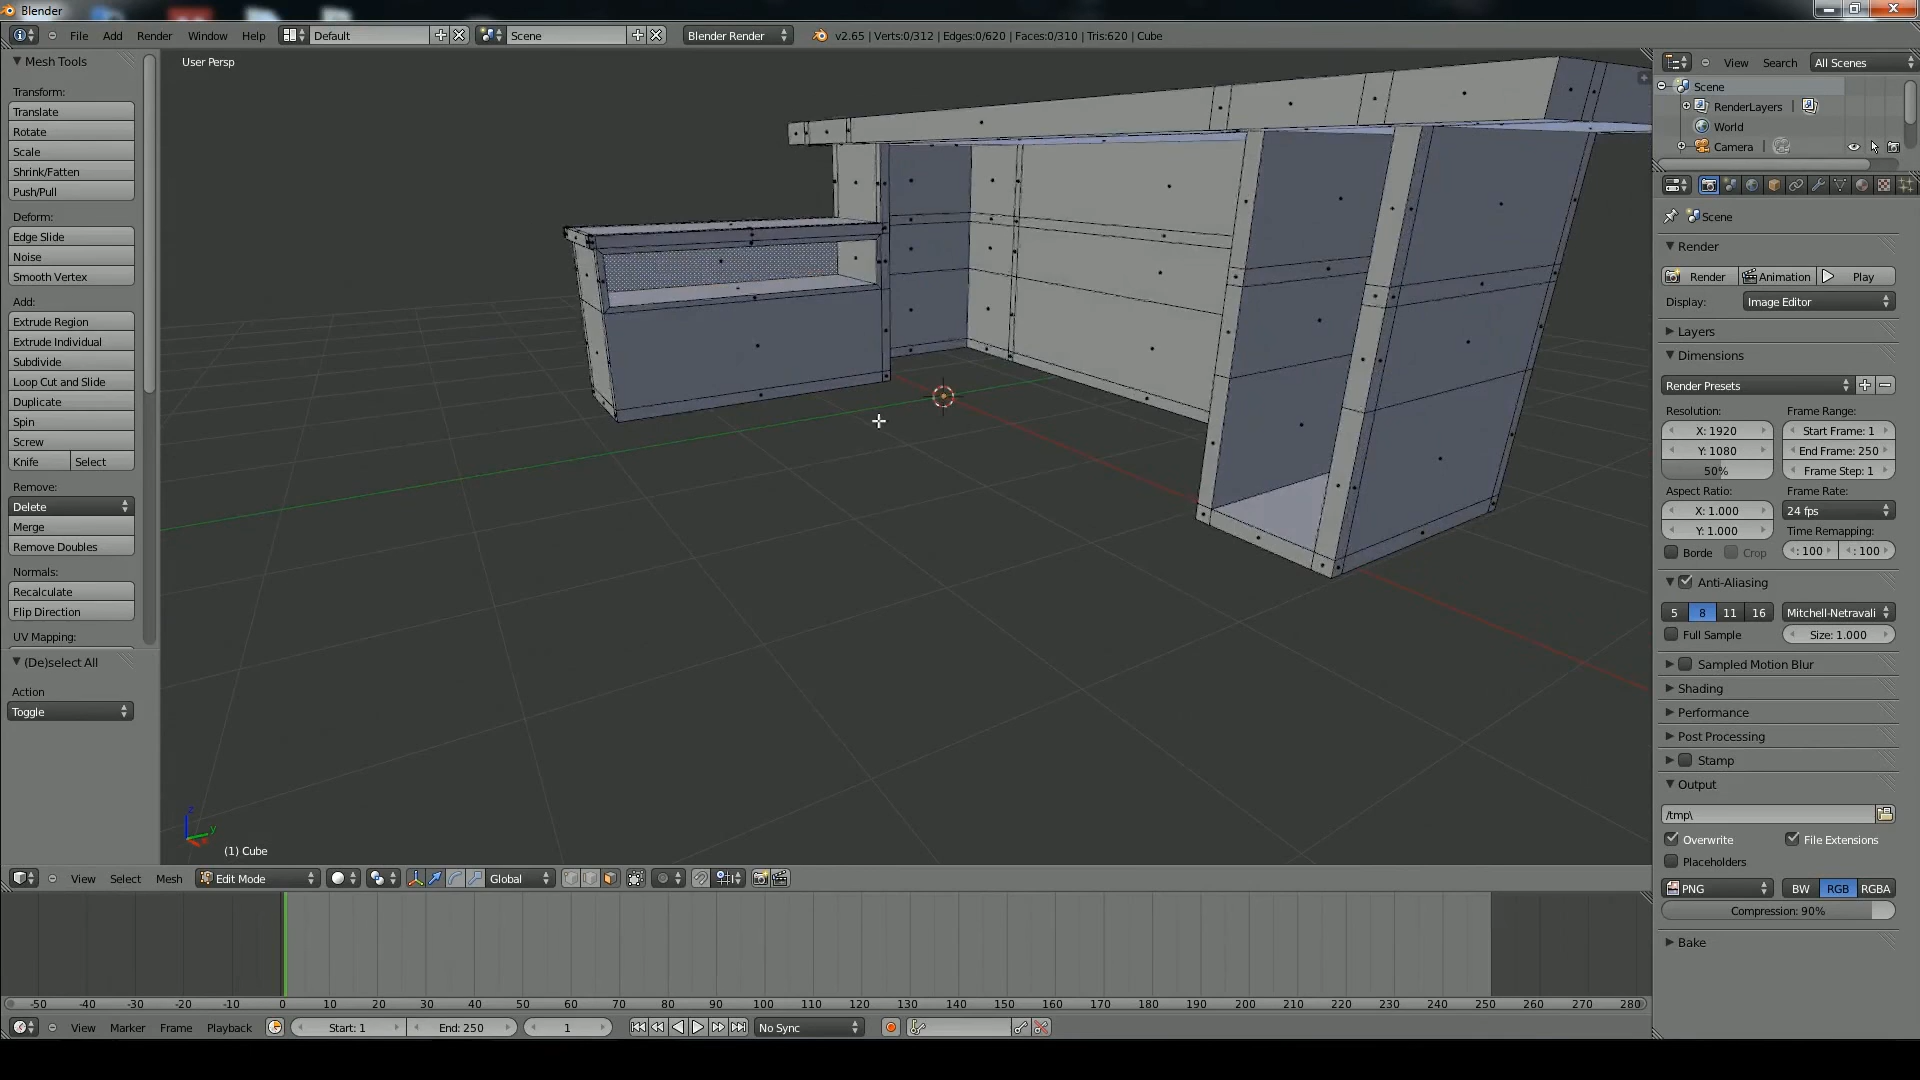 Blender
File Add Render Window Help Default Scene Blender Render v2.65 | Verts:0/312 | Edges:0/620 | Faces:0/310 | Tris:620 | Cube
Mesh Tools
Transform:
Translate
Rotate
Scale
Shrink/Fatten
Push/Pull
Deform:
Edge Slide
Noise
Smooth Vertex
Add:
Extrude Region
Extrude Individual
Subdivide
Loop Cut and Slide
Duplicate
Spin
Screw
Knife Select
Remove:
Delete
Merge
Remove Doubles
Normals:
Recalculate
Flip Direction
UV Mapping:
(De)select All
Action
Toggle
User Persp
z
y
(1) Cube
View Select Mesh Edit Mode Global
-50 -40 -30 -20 -10 0 10 20 30 40 50 60 70 80 90 100 110 120 130 140 150 160 170 180 190 200 210 220 230 240 250 260 270 280
View Marker Frame Playback Start: 1 End: 250 1 No Sync
View Search All Scenes
Scene
RenderLayers |
World
Camera |
Scene
Render
Render Animation Play
Display: Image Editor
Layers
Dimensions
Render Presets
Resolution: Frame Range:
X: 1920 Start Frame: 1
Y: 1080 End Frame: 250
50% Frame Step: 1
Aspect Ratio: Frame Rate:
X: 1.000 24 fps
Y: 1.000 Time Remapping:
Borde Crop : 100 : 100
Anti-Aliasing
5 8 11 16 Mitchell-Netravali
Full Sample Size: 1.000
Sampled Motion Blur
Shading
Performance
Post Processing
Stamp
Output
/tmp\
Overwrite File Extensions
Placeholders
PNG BW RGB RGBA
Compression: 90%
Bake